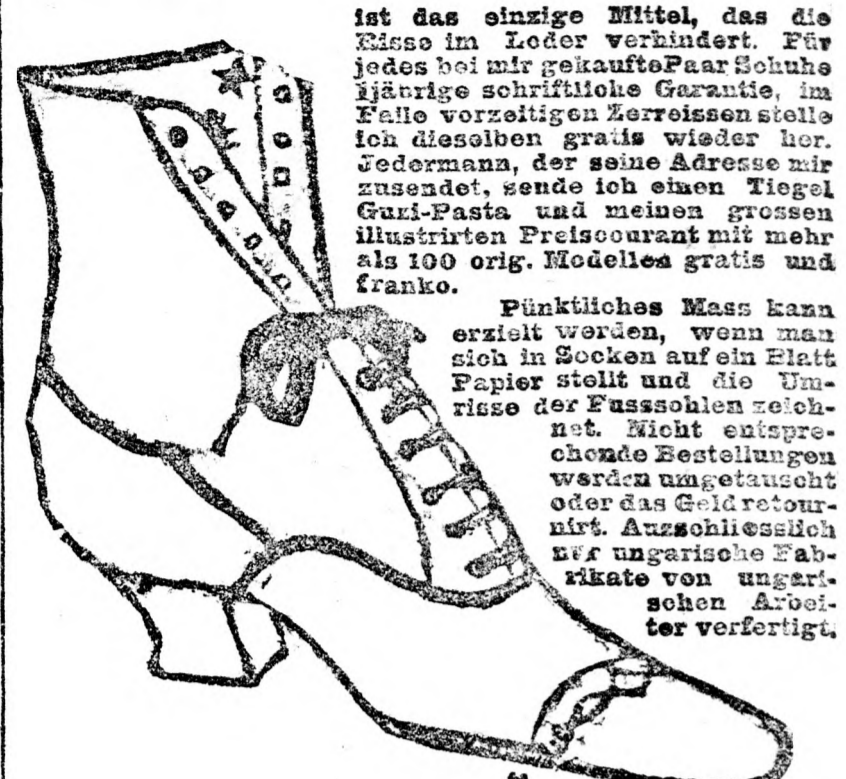 ist das einzige Mittel, das die
Risse im Leder verhindert. Für
jedes bei mir gekaufte Paar Schuhe
1jährige schriftliche Garantie, im
Falle vorzeitigen Zerreissen stelle
ich dieselben gratis wieder her.
Jedermann, der seine Adresse mir
zusendet, sende ich einen Tiegel
Guzi-Pasta und meinen grossen
illustrirten Preiscourant mit mehr
als 100 orig. Modellen gratis und
franko.
Pünktliches Mass kann
erzielt werden, wenn man
sich in Socken auf ein Blatt
Papier stellt und die Um-
risse der Fusssohlen zeich-
net. Nicht entspre-
chende Bestellungen
werden umgetauscht
oder das Geld retour-
nirt. Ausschliesslich
nur ungarische Fab-
rikate von ungari-
schen Arbei-
ter verfertigt.